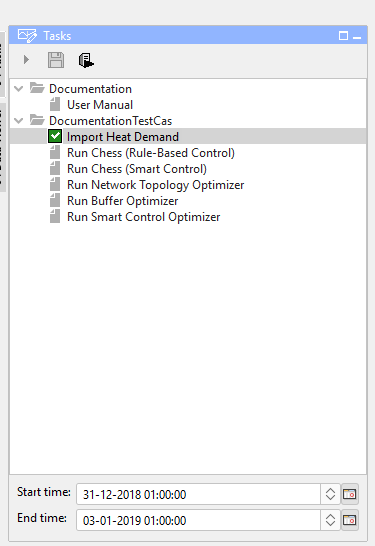 Tasks
Documentation
User Manual
DocumentationTestCas
Import Heat Demand
Run Chess (Rule-Based Control)
Run Chess (Smart Control)
Run Network Topology Optimizer
Run Buffer Optimizer
Run Smart Control Optimizer
Start time: 31-12-2018 01:00:00
End time: 03-01-2019 01:00:00